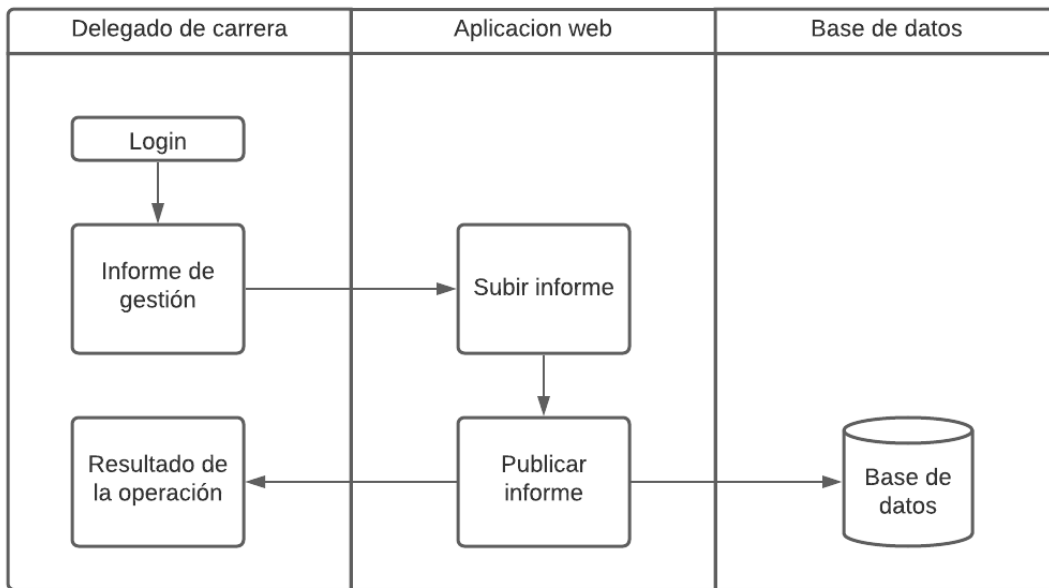 Delegado de carrera
Aplicacion web
Base de datos
Login
Informe de
gestión
Subir informe
Resultado de
la operación
Publicar
informe
Base de
datos